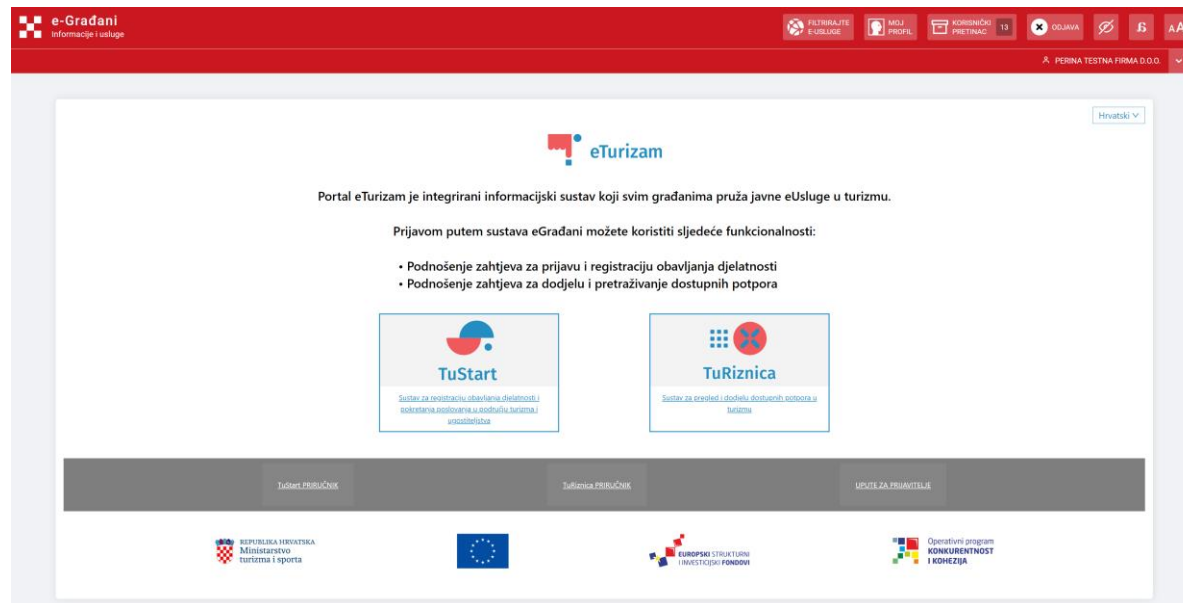 e-Građani
Informacije i usluge
FILTRIRAJTE
E-USLUGE
MOJ
PROFIL
KORISNIČKI
PRETINAC
13
ODJAVA
AA
PERINA TESTNA FIRMA D.O.O.
Hrvatski
eTurizam
Portal eTurizam je integrirani informacijski sustav koji svim građanima pruža javne eUsluge u turizmu.
Prijavom putem sustava eGrađani možete koristiti sljedeće funkcionalnosti:
• Podnošenje zahtjeva za prijavu i registraciju obavljanja djelatnosti
• Podnošenje zahtjeva za dodjelu i pretraživanje dostupnih potpora
TuStart
Sustav za registraciju obavljanja djelatnosti i
pokretanja poslovanja u području turizma i
ugostiteljstva
TuRiznica
Sustav za pregled i dodjelu dostupnih potpora u
turizmu
TuStart PRIRUČNIK
TuRiznica PRIRUČNIK
UPUTE ZA PRIJAVITELJE
REPUBLIKA HRVATSKA
Ministarstvo
turizma i sporta
EUROPSKI STRUKTURNI
I INVESTICIJSKI FONDOVI
Operativni program
KONKURENTNOST
I KOHEZIJA